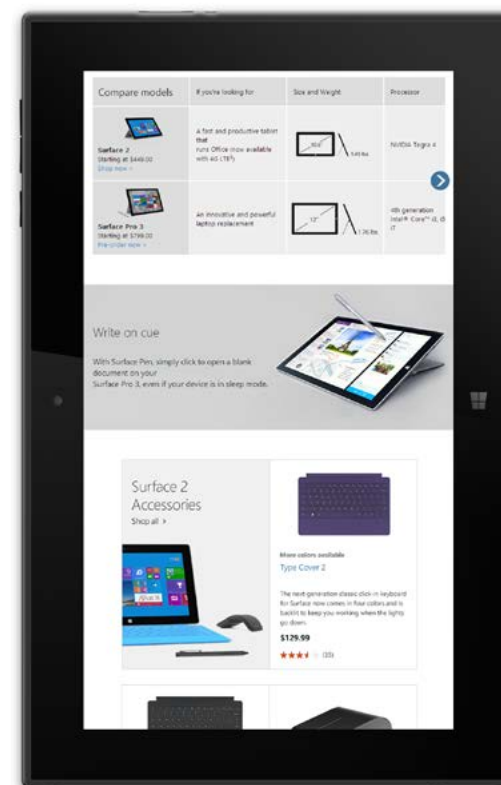 Compare models
If you're looking for
Size and Weight
Processor
Surface 2
Starting at $449.00
Shop now >
A fast and productive tablet
that
runs Office (now available
with 4G LTE
10.6"
lbs
NVIDIA Tegra 4
Surface Pro 3
Starting at $799.00
Pre-order now >
An innovative and powerful
laptop replacement
12"
1.76 lbs
4th generation
Intel® Core™ i3, i5
i7
Write on cue
With Surface Pen, simply click to open a blank
document on your
Surface Pro 3, even if your device is in sleep mode.
Surface 2
Accessories
Shop all >
More colors available
Type Cover 2
The next-generation classic click-in keyboard
for Surface now comes in four colors and is
backlit to keep you working when the lights
go down.
$129.99